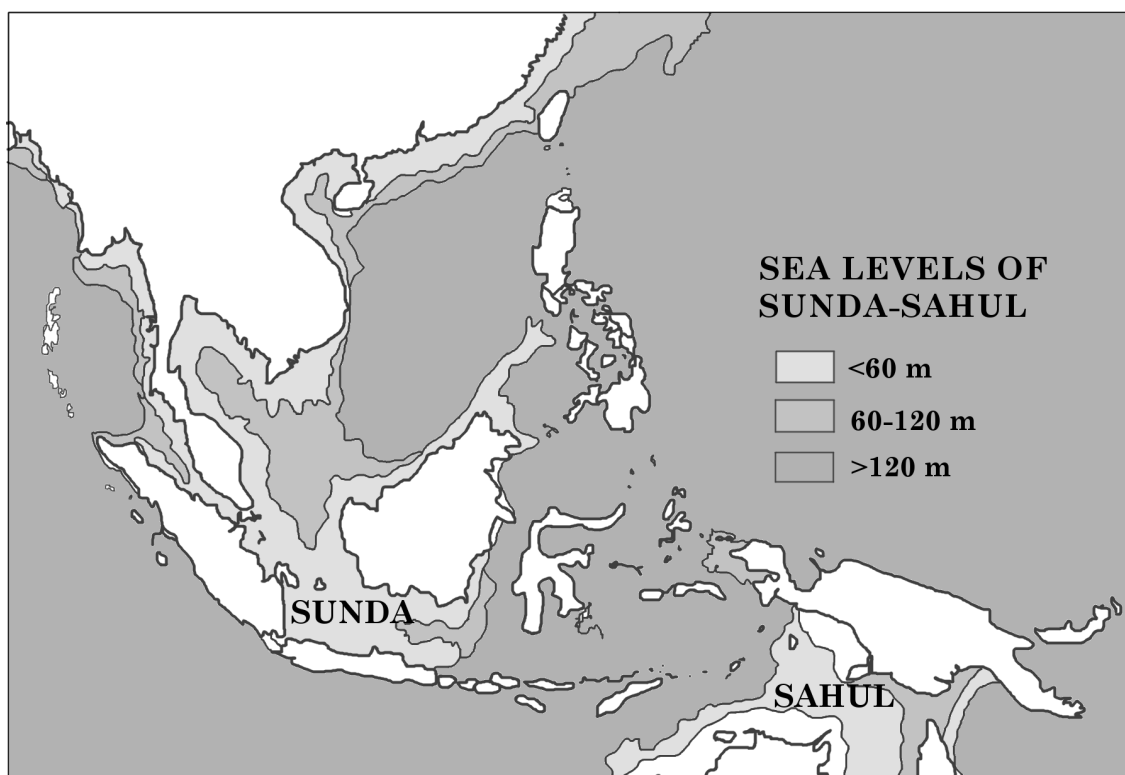 SEA LEVELS OF
SUNDA-SAHUL
<60 m
60-120 m
>120 m
SUNDA
SAHUL